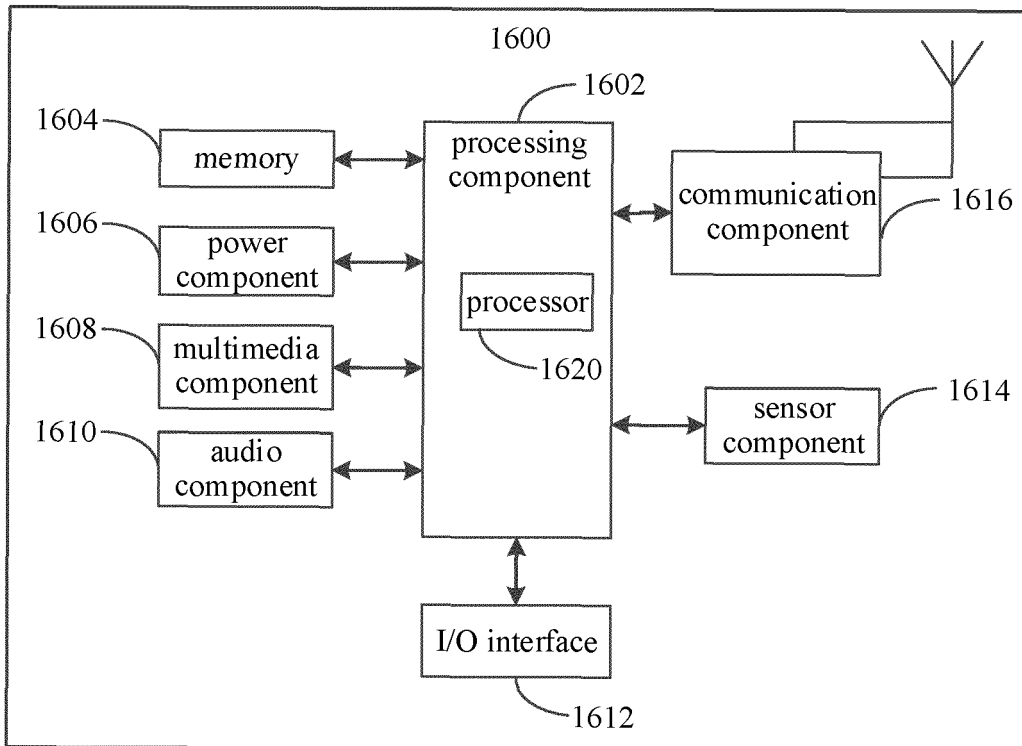 1600
1602
1604
memory
processing
component
communication
component
1616
1606
power
component
processor
1620
1608
multimedia
component
1610
audio
component
sensor
component
1614
I/O interface
1612